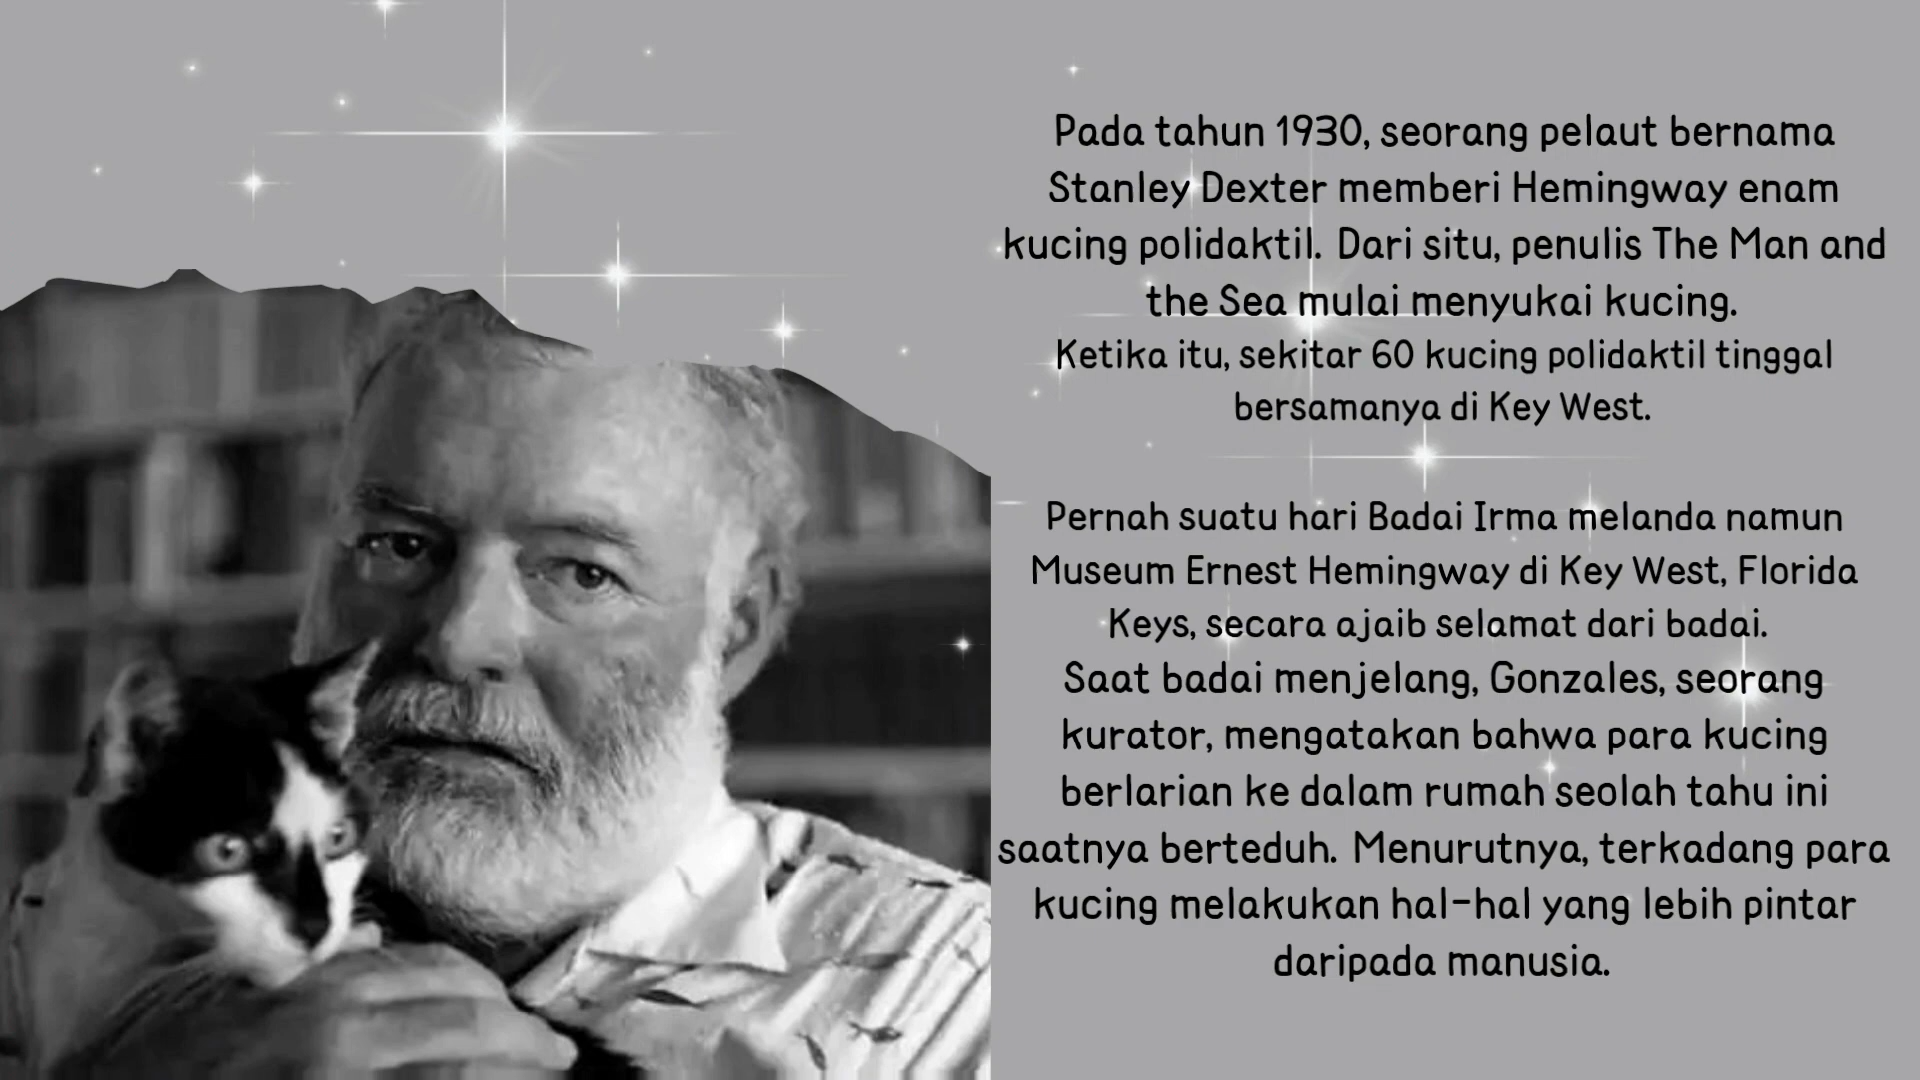 Pada tahun 1930, seorang pelaut bernama
Stanley Dexter memberi Hemingway enam
kucing polidaktil. Dari situ, penulis The Man and
the Sea mulai menyukai kucing.
Ketika itu, sekitar 60 kucing polidaktil tinggal
bersamanya di Key West.
Pernah suatu hari Badai Irma melanda namun
Museum Ernest Hemingway di Key West, Florida
Keys, secara ajaib selamat dari badai.
Saat badai menjelang, Gonzales, seorang
kurator, mengatakan bahwa para kucing
berlarian ke dalam rumah seolah tahu ini
saatnya berteduh. Menurutnya, terkadang para
kucing melakukan hal-hal yang lebih pintar
daripada manusia.